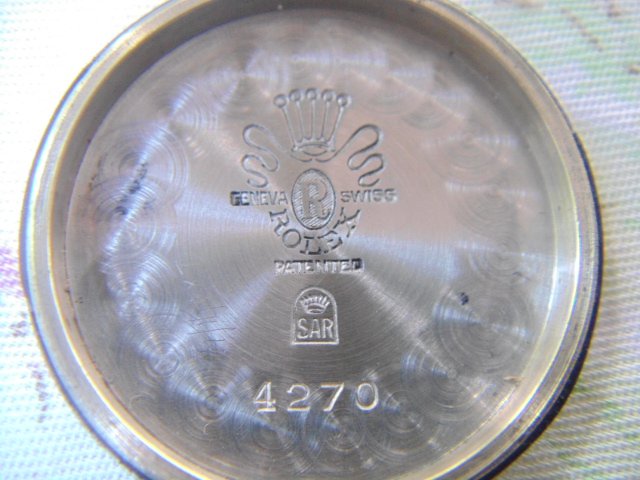 GENEVA R SWISS
ROLEX
PATENTED
SAR
4270